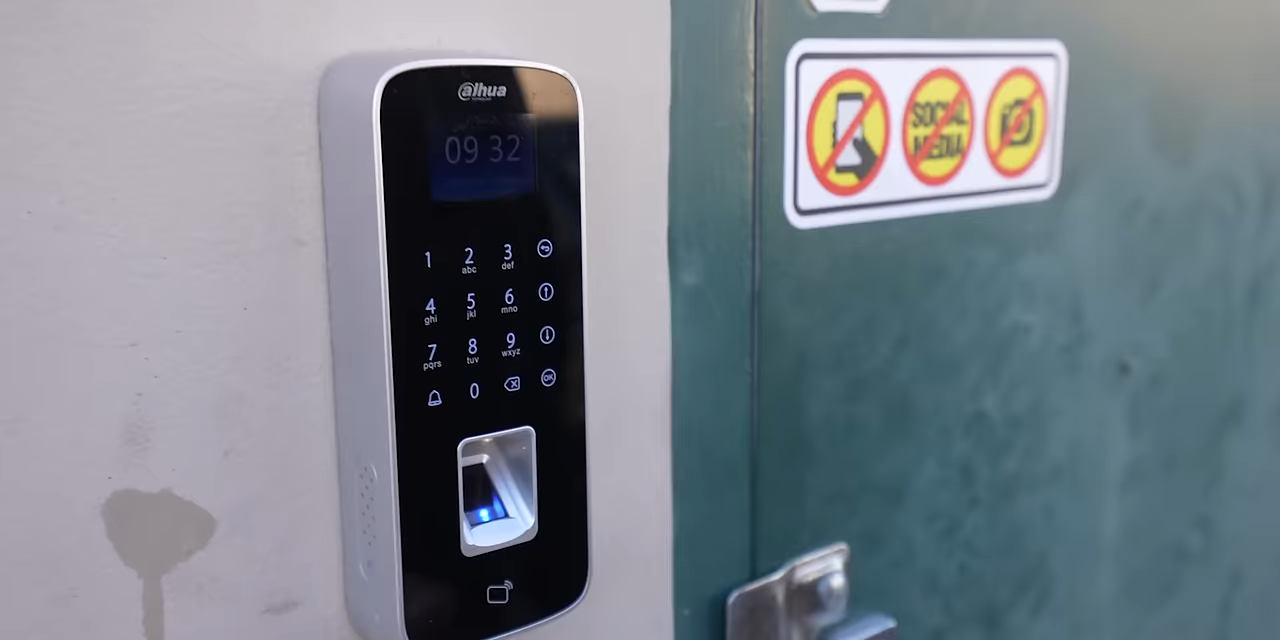 alhua
TECHNOLOGY
09 32
1 2 3
abc def
4 5 6
ghi jkl mno
7 8 9
pqrs tuv wxyz
0 OK
SOCIAL
MEDIA